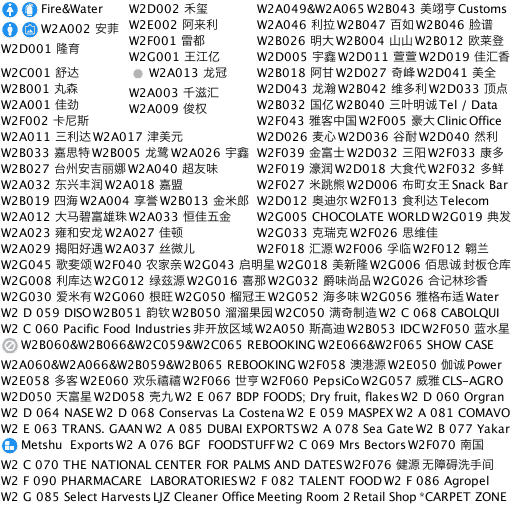 Fire&Water W2D002 禾玺 W2A049&W2A065 W2B043 美翊亨 Customs
W2A002 安菲 W2E002 阿来利 W2A046 利拉 W2B047 百如 W2B046 脸谱
W2D001 隆育 W2F001 雷都 W2B026 明大 W2B004 山山 W2B012 欧莱登
W2G001 王江亿 W2D005 宇鑫 W2D011 萱萱 W2D019 佳汇香
W2C001 舒达 W2A013 龙冠 W2B018 阿甘 W2D027 奇峰 W2D041 美全
W2B001 丸森 W2A003 千滋汇 W2D043 龙瀚 W2B042 维多利 W2D033 顶点
W2A001 佳劲 W2A009 俊权 W2B032 国亿 W2B040 三叶明诚 Tel / Data
W2F002 卡尼斯 W2F043 雅客中国 W2F005 豪大 Clinic Office
W2A011 三利达 W2A017 津美元 W2D026 麦心 W2D036 谷耐 W2D040 然利
W2B033 嘉思特 W2B005 龙鹭 W2A026 宇鑫 W2F039 金富士 W2D032 三阳 W2F033 康多
W2B027 台州安吉丽娜 W2A040 超友味 W2F019 濠润 W2D018 大食代 W2F032 多鲜
W2A032 东兴丰润 W2A018 嘉盟 W2F027 米跳熊 W2D006 布町女王 Snack Bar
W2B019 四海 W2A004 享誉 W2B013 金米郎 W2D012 奥迪尔 W2F013 食利达 Telecom
W2A012 大马碧富雄珠 W2A033 恒佳五金 W2G005 CHOCOLATE WORLD W2G019 典发
W2A023 雍和安龙 W2A027 佳顿 W2G033 克瑞克 W2F026 思维佳
W2A029 揭阳好遇 W2A037 丝微儿 W2F018 汇源 W2F006 孚临 W2F012 翱兰
W2G045 歌斐颂 W2F040 农家亲 W2G043 启明星 W2G018 美新隆 W2G006 佰思诚 封板仓库
W2G008 利库达 W2G012 绿兹源 W2G016 喜那 W2G032 爵味尚品 W2G026 合记林珍香
W2G030 爱米有 W2G060 根旺 W2G050 榴冠王 W2G052 海多味 W2G056 雅格布适 Water
W2 D 059 DISO W2B051 韵钦 W2B050 溜溜果园 W2C050 满奇制造 W2 C 068 CABOLQUI
W2 C 060 Pacific Food Industries 非开放区域 W2A050 斯高迪 W2B053 IDC W2F050 蓝水星
W2B060&W2B066&W2C059&W2C065 REBOOKING W2E066&W2F065 SHOW CASE
W2A060&W2A066&W2B059&W2B065 REBOOKING W2F058 澳港源 W2E050 伽诚 Power
W2E058 多客 W2E060 欢乐禧禧 W2F066 世亨 W2F060 PepsiCo W2G057 威雅 CLS-AGRO
W2D050 天富星 W2D058 壳九 W2 E 067 BDP FOODS; Dry fruit, flakes W2 D 060 Orgran
W2 D 064 NASE W2 D 068 Conservas La Costena W2 E 059 MASPEX W2 A 081 COMAVO
W2 E 063 TRANS. GAAN W2 A 085 DUBAI EXPORTS W2 A 078 Sea Gate W2 B 077 Yakar
Metshu Exports W2 A 076 BGF FOODSTUFF W2 C 069 Mrs Bectors W2F070 南国
W2 C 070 THE NATIONAL CENTER FOR PALMS AND DATES W2F076 健源 无障碍洗手间
W2 F 090 PHARMACARE LABORATORIES W2 F 082 TALENT FOOD W2 F 086 Agropel
W2 G 085 Select Harvests LJZ Cleaner Office Meeting Room 2 Retail Shop *CARPET ZONE